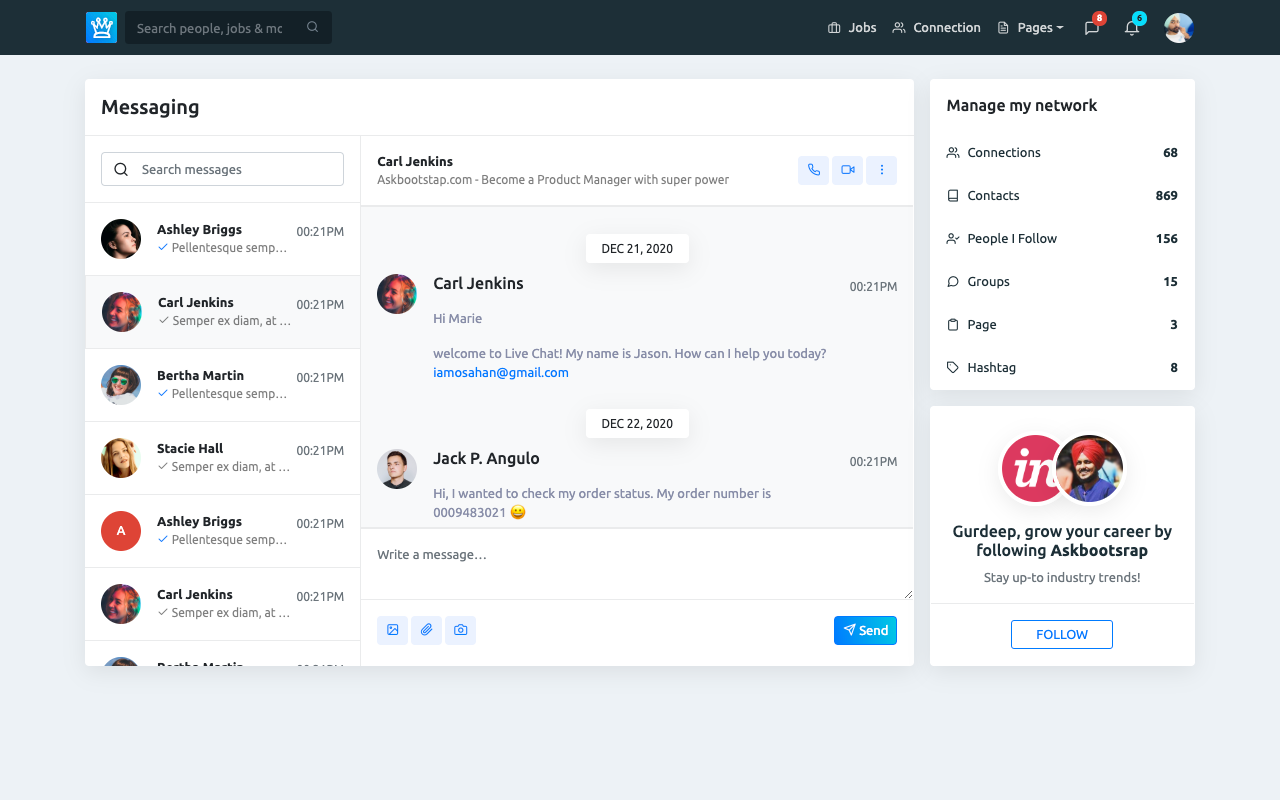 Search people, jobs & mc
Jobs
Connection
Pages
8
6
Messaging
Search messages
Ashley Briggs
00:21PM
Pellentesque semp...
Carl Jenkins
00:21PM
Semper ex diam, at ...
Bertha Martin
00:21PM
Pellentesque semp...
Stacie Hall
00:21PM
Semper ex diam, at ...
A
Ashley Briggs
00:21PM
Pellentesque semp...
Carl Jenkins
00:21PM
Semper ex diam, at ...
Bertha Martin
00:21PM
Carl Jenkins
Askbootstap.com - Become a Product Manager with super power
DEC 21, 2020
Carl Jenkins
00:21PM
Hi Marie
welcome to Live Chat! My name is Jason. How can I help you today?
iamosahan@gmail.com
DEC 22, 2020
Jack P. Angulo
00:21PM
Hi, I wanted to check my order status. My order number is
0009483021 😀
Write a message...
Send
Manage my network
Connections 68
Contacts 869
People I Follow 156
Groups 15
Page 3
Hashtag 8
in
Gurdeep, grow your career by
following Askbootsrap
Stay up-to industry trends!
FOLLOW